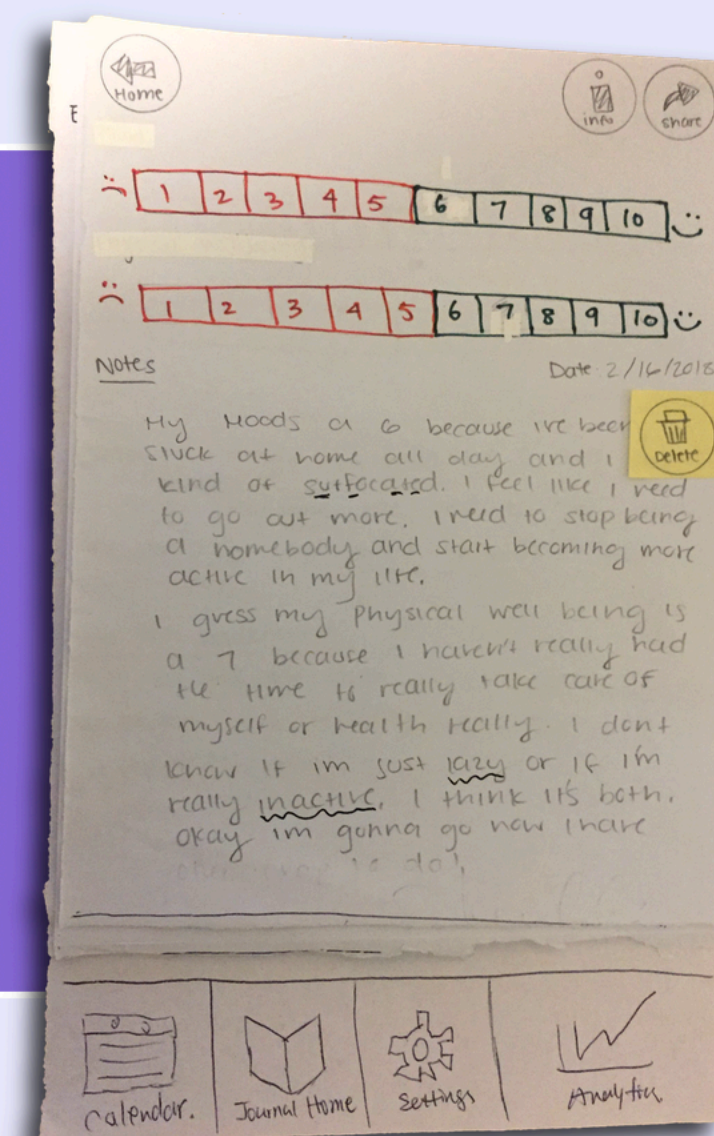 Home
info
share
E
1 2 3 4 5 6 7 8 9 10
1 2 3 4 5 6 7 8 9 10
Notes
Date 2/16/2018
Delete
My Moods a 6 because ive been
stuck at home all day and i
kind of suffocated. i feel like i need
to go out more. i need to stop being
a homebody and start becoming more
active in my life.
i guess my physical well being is
a 7 because i haven't really had
the time to really take care of
myself or health really. i dont
know if im just lazy or if i'm
really inactive. I think it's both.
okay im gonna go now i have
to do!
Calendar.
Journal Home
Settings
Analytics